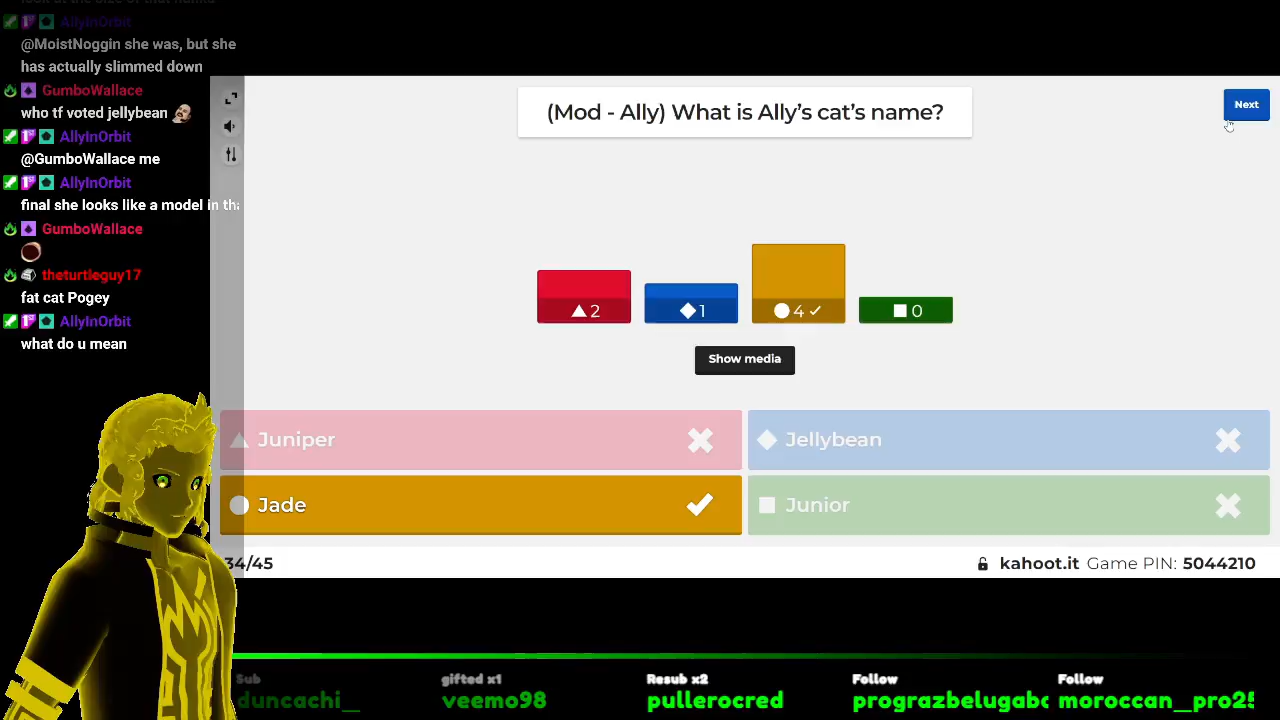 AllyInOrbit
@MoistNoggin she was, but she
has actually slimmed down
GumboWallace
who tf voted jellybean
AllyInOrbit
@GumboWallace me
AllyInOrbit
final she looks like a model in tha
GumboWallace
theturtleguy17
fat cat Pogey
AllyInOrbit
what do u mean
(Mod - Ally) What is Ally's cat's name?
Next
2
1
4
0
Show media
Juniper
Jellybean
Jade
Junior
34/45
kahoot.it Game PIN: 5044210
Sub
duncachi_
gifted x1
veemo98
Resub x2
pullerocred
Follow
prograzbelugabc
Follow
moroccan_pro25